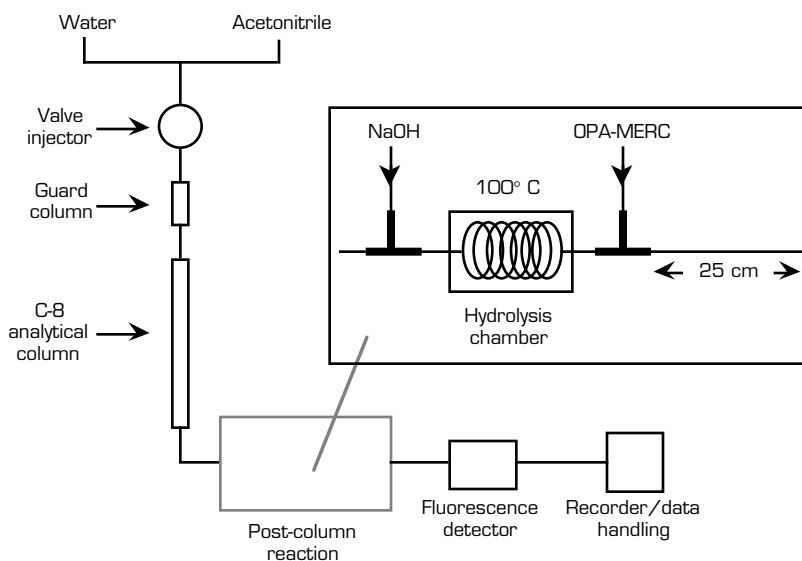 Water
Acetonitrile
Valve
injector
Guard
column
C-8
analytical
column
NaOH
OPA-MERC
100° C
25 cm
Hydrolysis
chamber
Post-column
reaction
Fluorescence
detector
Recorder/data
handling